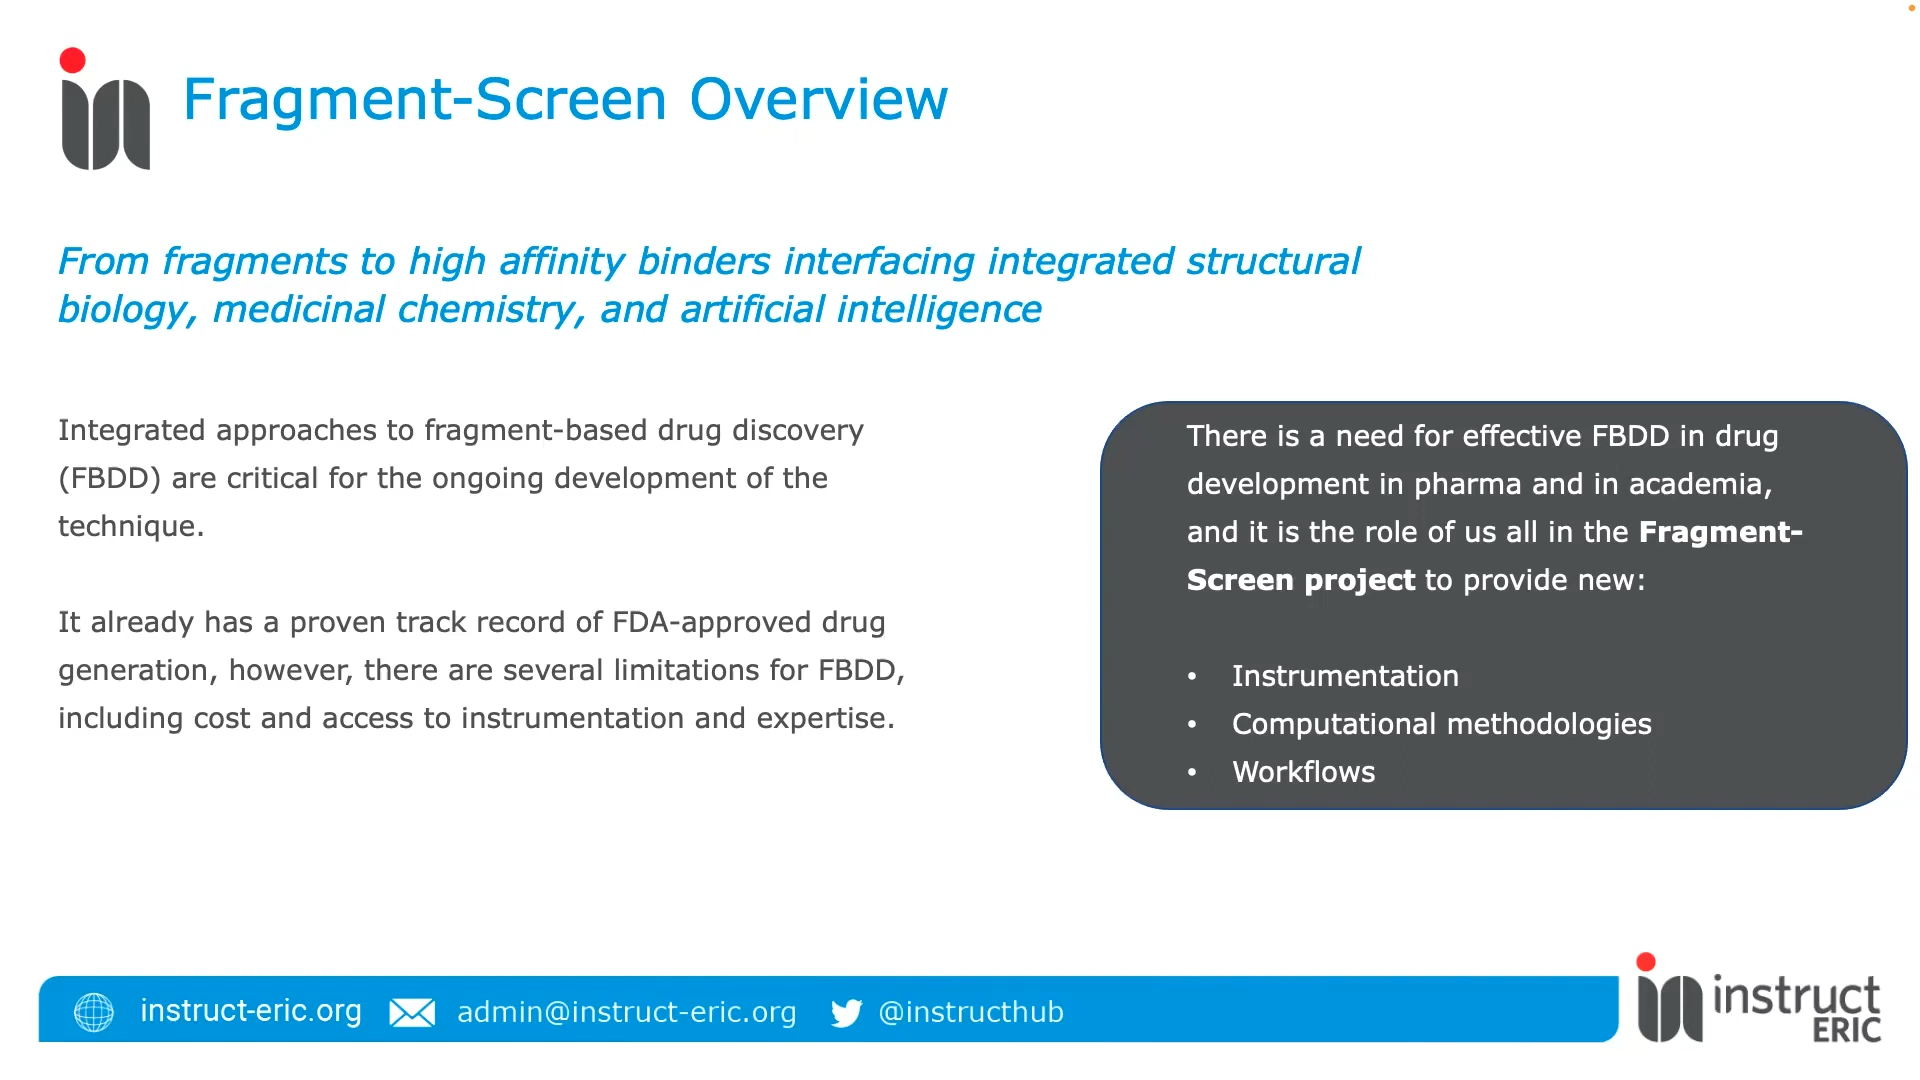 Fragment-Screen Overview
From fragments to high affinity binders interfacing integrated structural
biology, medicinal chemistry, and artificial intelligence
Integrated approaches to fragment-based drug discovery
(FBDD) are critical for the ongoing development of the
technique.
It already has a proven track record of FDA-approved drug
generation, however, there are several limitations for FBDD,
including cost and access to instrumentation and expertise.
There is a need for effective FBDD in drug
development in pharma and in academia,
and it is the role of us all in the Fragment-
Screen project to provide new:
• Instrumentation
• Computational methodologies
• Workflows
instruct-eric.org admin@instruct-eric.org @instructhub
instruct
ERIC